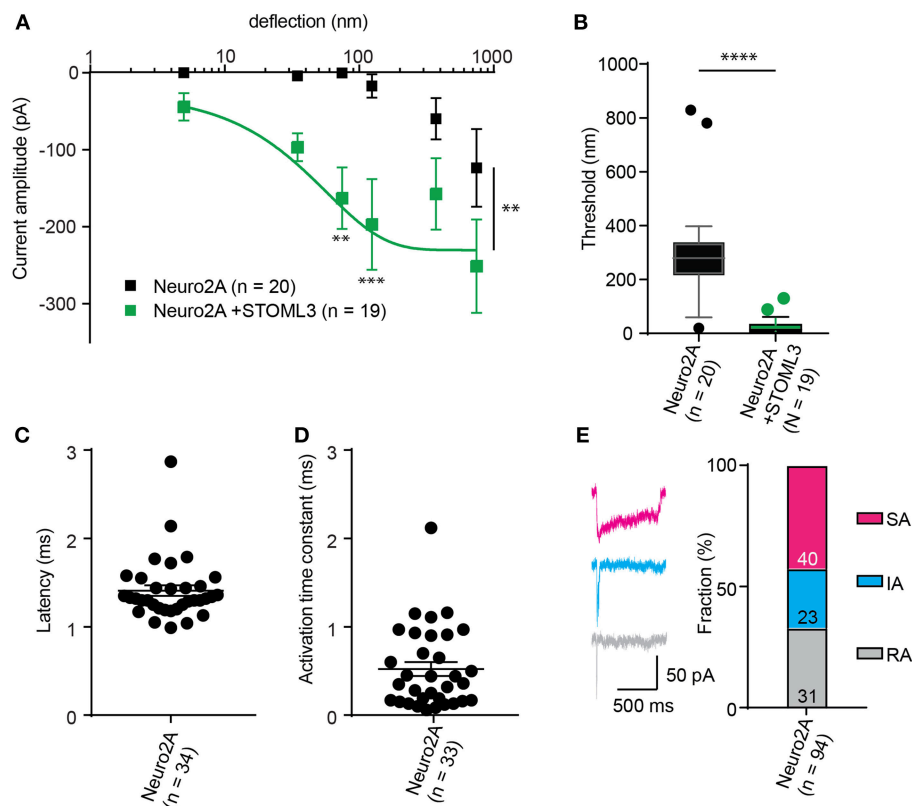 A
deflection (nm)
1 10 100 1000
0
-100
-200
-300
Current amplitude (pA)
**
***
**
Neuro2A (n = 20)
Neuro2A +STOML3 (n = 19)
B
****
1000
800
600
400
200
0
Threshold (nm)
Neuro2A
(n = 20)
Neuro2A
+STOML3
(N = 19)
C
3
2
1
0
Latency (ms)
Neuro2A
(n = 34)
D
3
2
1
0
Activation time constant (ms)
Neuro2A
(n = 33)
E
50 pA
500 ms
100
50
0
Fraction (%)
40
23
31
Neuro2A
(n = 94)
SA
IA
RA